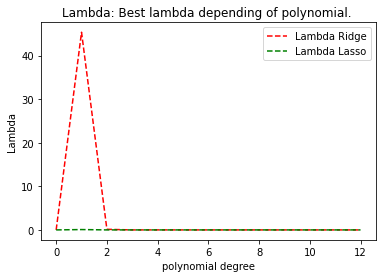 Lambda: Best lambda depending of polynomial.
Lambda Ridge
Lambda Lasso
Lambda
40
30
20
10
0
0 2 4 6 8 10 12
polynomial degree